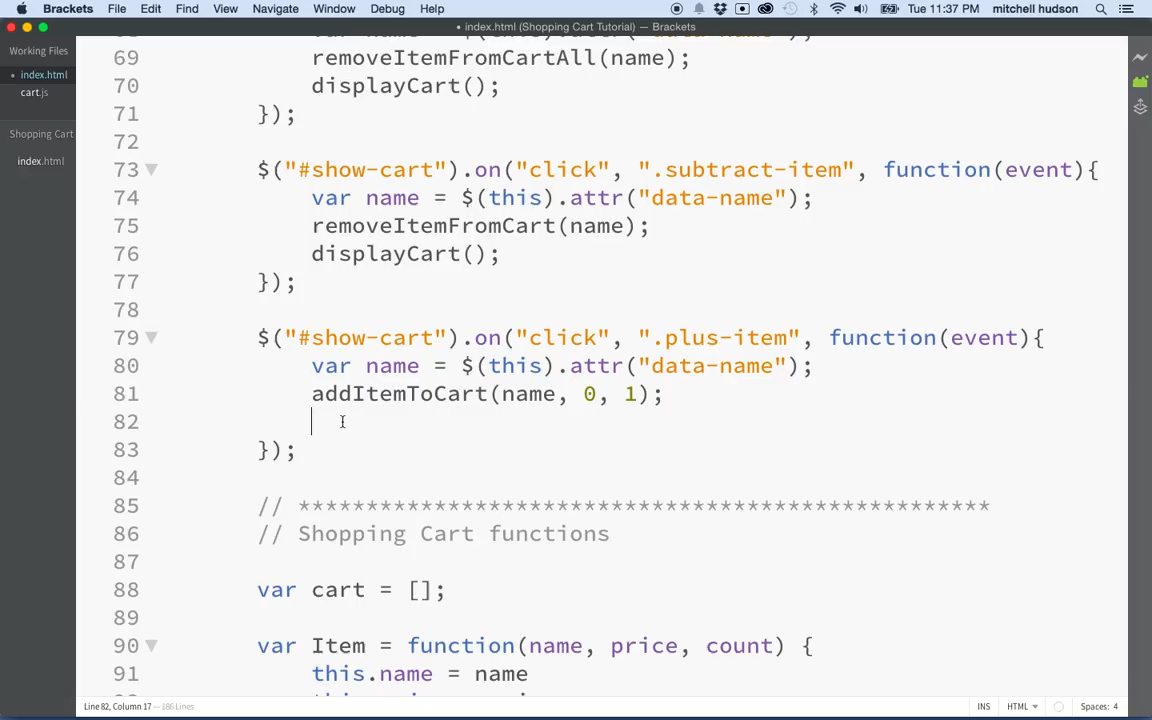 Brackets File Edit View Navigate Window Debug Help Tue 11:37 PM mitchell hudson
• index.html (Shopping Cart Tutorial) — Brackets
Working Files
• index.html
cart.js
Shopping Cart
index.html
69 removeItemFromCartAll(name);
70 displayCart();
71 });
72
73 $("#show-cart").on("click", ".subtract-item", function(event){
74 var name = $(this).attr("data-name");
75 removeItemFromCart(name);
76 displayCart();
77 });
78
79 $("#show-cart").on("click", ".plus-item", function(event){
80 var name = $(this).attr("data-name");
81 addItemToCart(name, 0, 1);
82
83 });
84
85 // ***************************************************
86 // Shopping Cart functions
87
88 var cart = [];
89
90 var Item = function(name, price, count) {
91 this.name = name
Line 82, Column 17 — 186 Lines INS HTML Spaces: 4